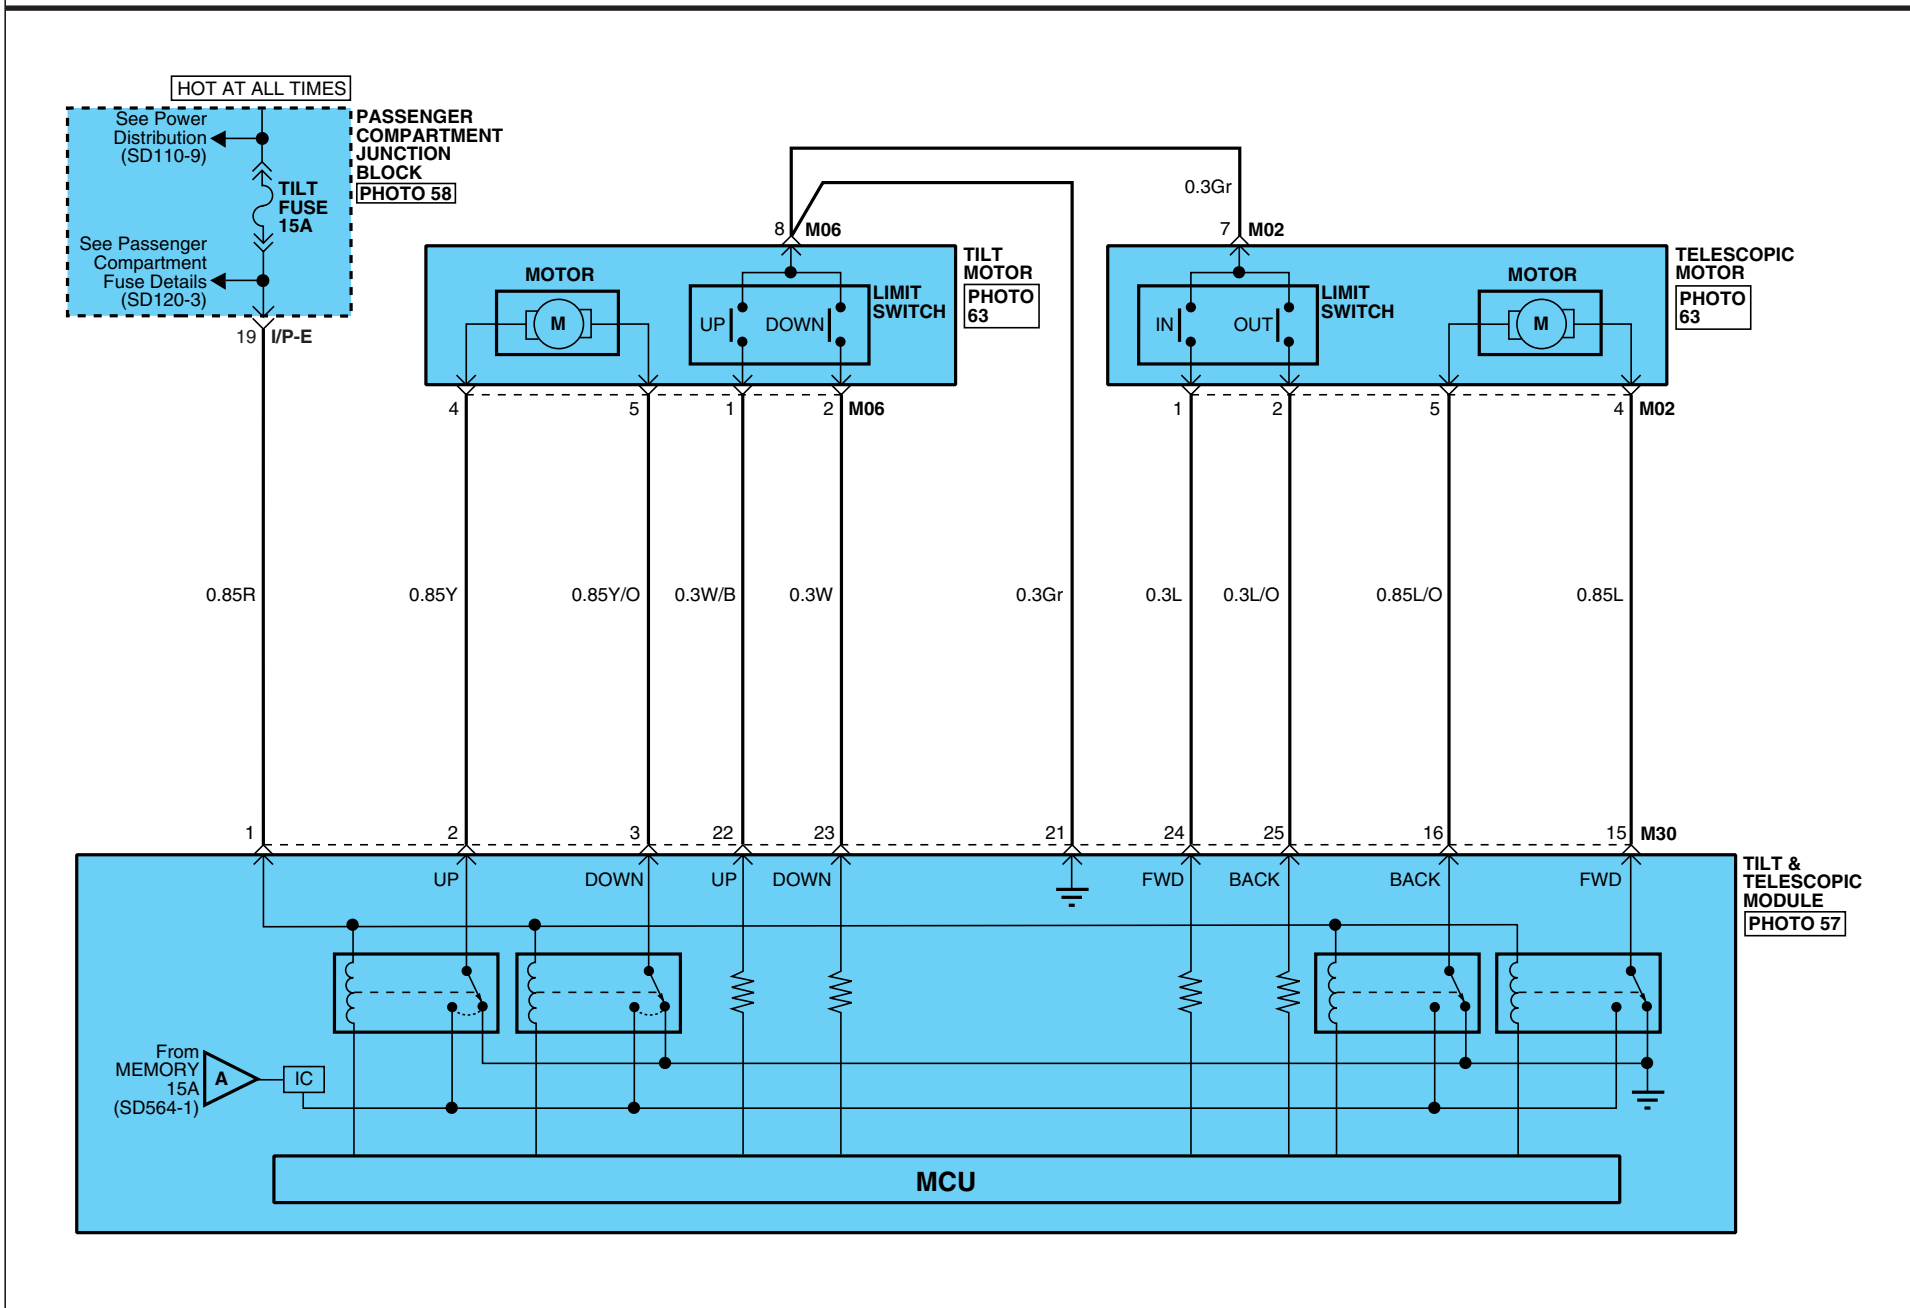 HOT AT ALL TIMES
See Power
Distribution
(SD110-9)
TILT
FUSE
15A
See Passenger
Compartment
Fuse Details
(SD120-3)
PASSENGER
COMPARTMENT
JUNCTION
BLOCK
PHOTO 58
19 I/P-E
0.3Gr
8 M06
7 M02
MOTOR
M
UP
DOWN
LIMIT
SWITCH
TILT
MOTOR
PHOTO
63
IN
OUT
LIMIT
SWITCH
MOTOR
M
TELESCOPIC
MOTOR
PHOTO
63
4 5 1 2 M06
1 2 5 4 M02
0.85R 0.85Y 0.85Y/O 0.3W/B 0.3W 0.3Gr 0.3L 0.3L/O 0.85L/O 0.85L
1 2 3 22 23 21 24 25 16 15 M30
UP DOWN UP DOWN FWD BACK BACK FWD
TILT &
TELESCOPIC
MODULE
PHOTO 57
From
MEMORY
15A
(SD564-1)
A
IC
MCU